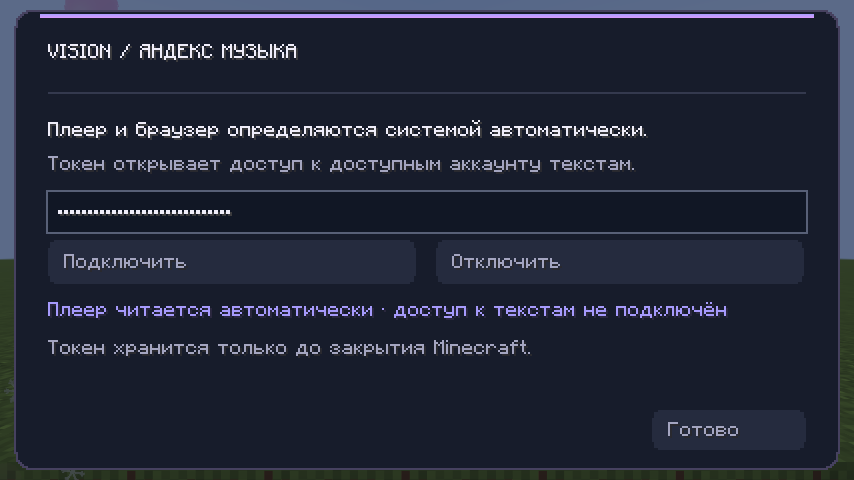 VISION / ЯНДЕКС МУЗЫКА
Плеер и браузер определяются системой автоматически.
Токен открывает доступ к доступным аккаунту текстам.
Подключить
Отключить
Плеер читается автоматически · доступ к текстам не подключён
Токен хранится только до закрытия Minecraft.
Готово